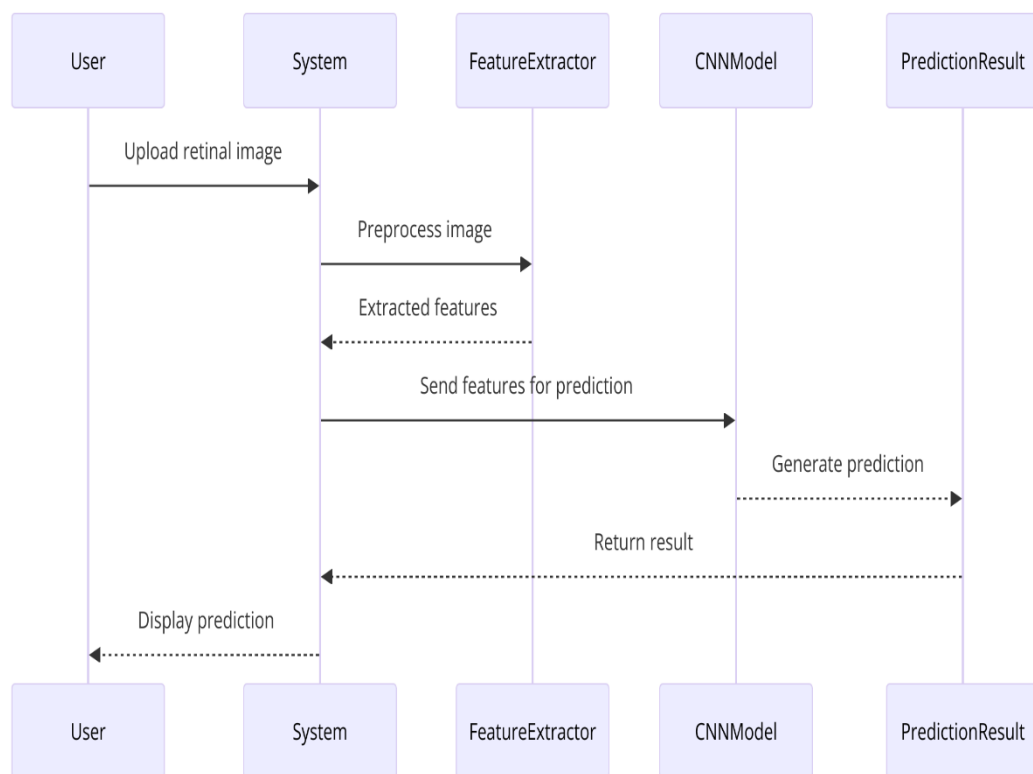 User
System
FeatureExtractor
CNNModel
PredictionResult
Upload retinal image
Preprocess image
Extracted features
Send features for prediction
Generate prediction
Return result
Display prediction
User
System
FeatureExtractor
CNNModel
PredictionResult